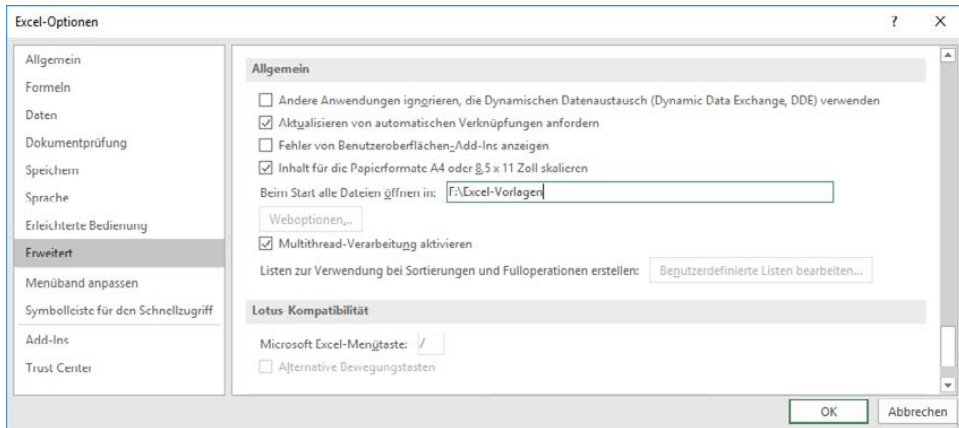 Excel-Optionen
? X
Allgemein
Formeln
Daten
Dokumentprüfung
Speichern
Sprache
Erleichterte Bedienung
Erweitert
Menüband anpassen
Symbolleiste für den Schnellzugriff
Add-Ins
Trust Center
Allgemein
Andere Anwendungen ignorieren, die Dynamischen Datenaustausch (Dynamic Data Exchange, DDE) verwenden
Aktualisieren von automatischen Verknüpfungen anfordern
Fehler von Benutzeroberflächen-Add-Ins anzeigen
Inhalt für die Papierformate A4 oder 8,5 x 11 Zoll skalieren
Beim Start alle Dateien öffnen in: F:\Excel-Vorlagen
Weboptionen...
Multithread-Verarbeitung aktivieren
Listen zur Verwendung bei Sortierungen und Fulloperationen erstellen: Benutzerdefinierte Listen bearbeiten...
Lotus-Kompatibilität
Microsoft Excel-Menütaste: /
Alternative Bewegungstasten
OK Abbrechen